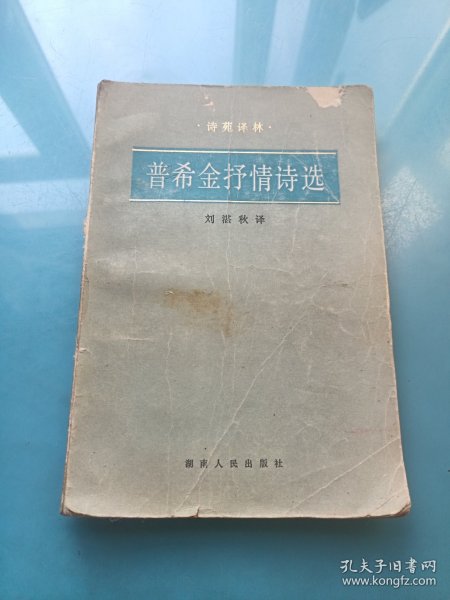 ·诗苑译林·
普希金抒情诗选
刘湛秋译
湖南人民出版社
孔夫子旧书网
www.kongfz.com